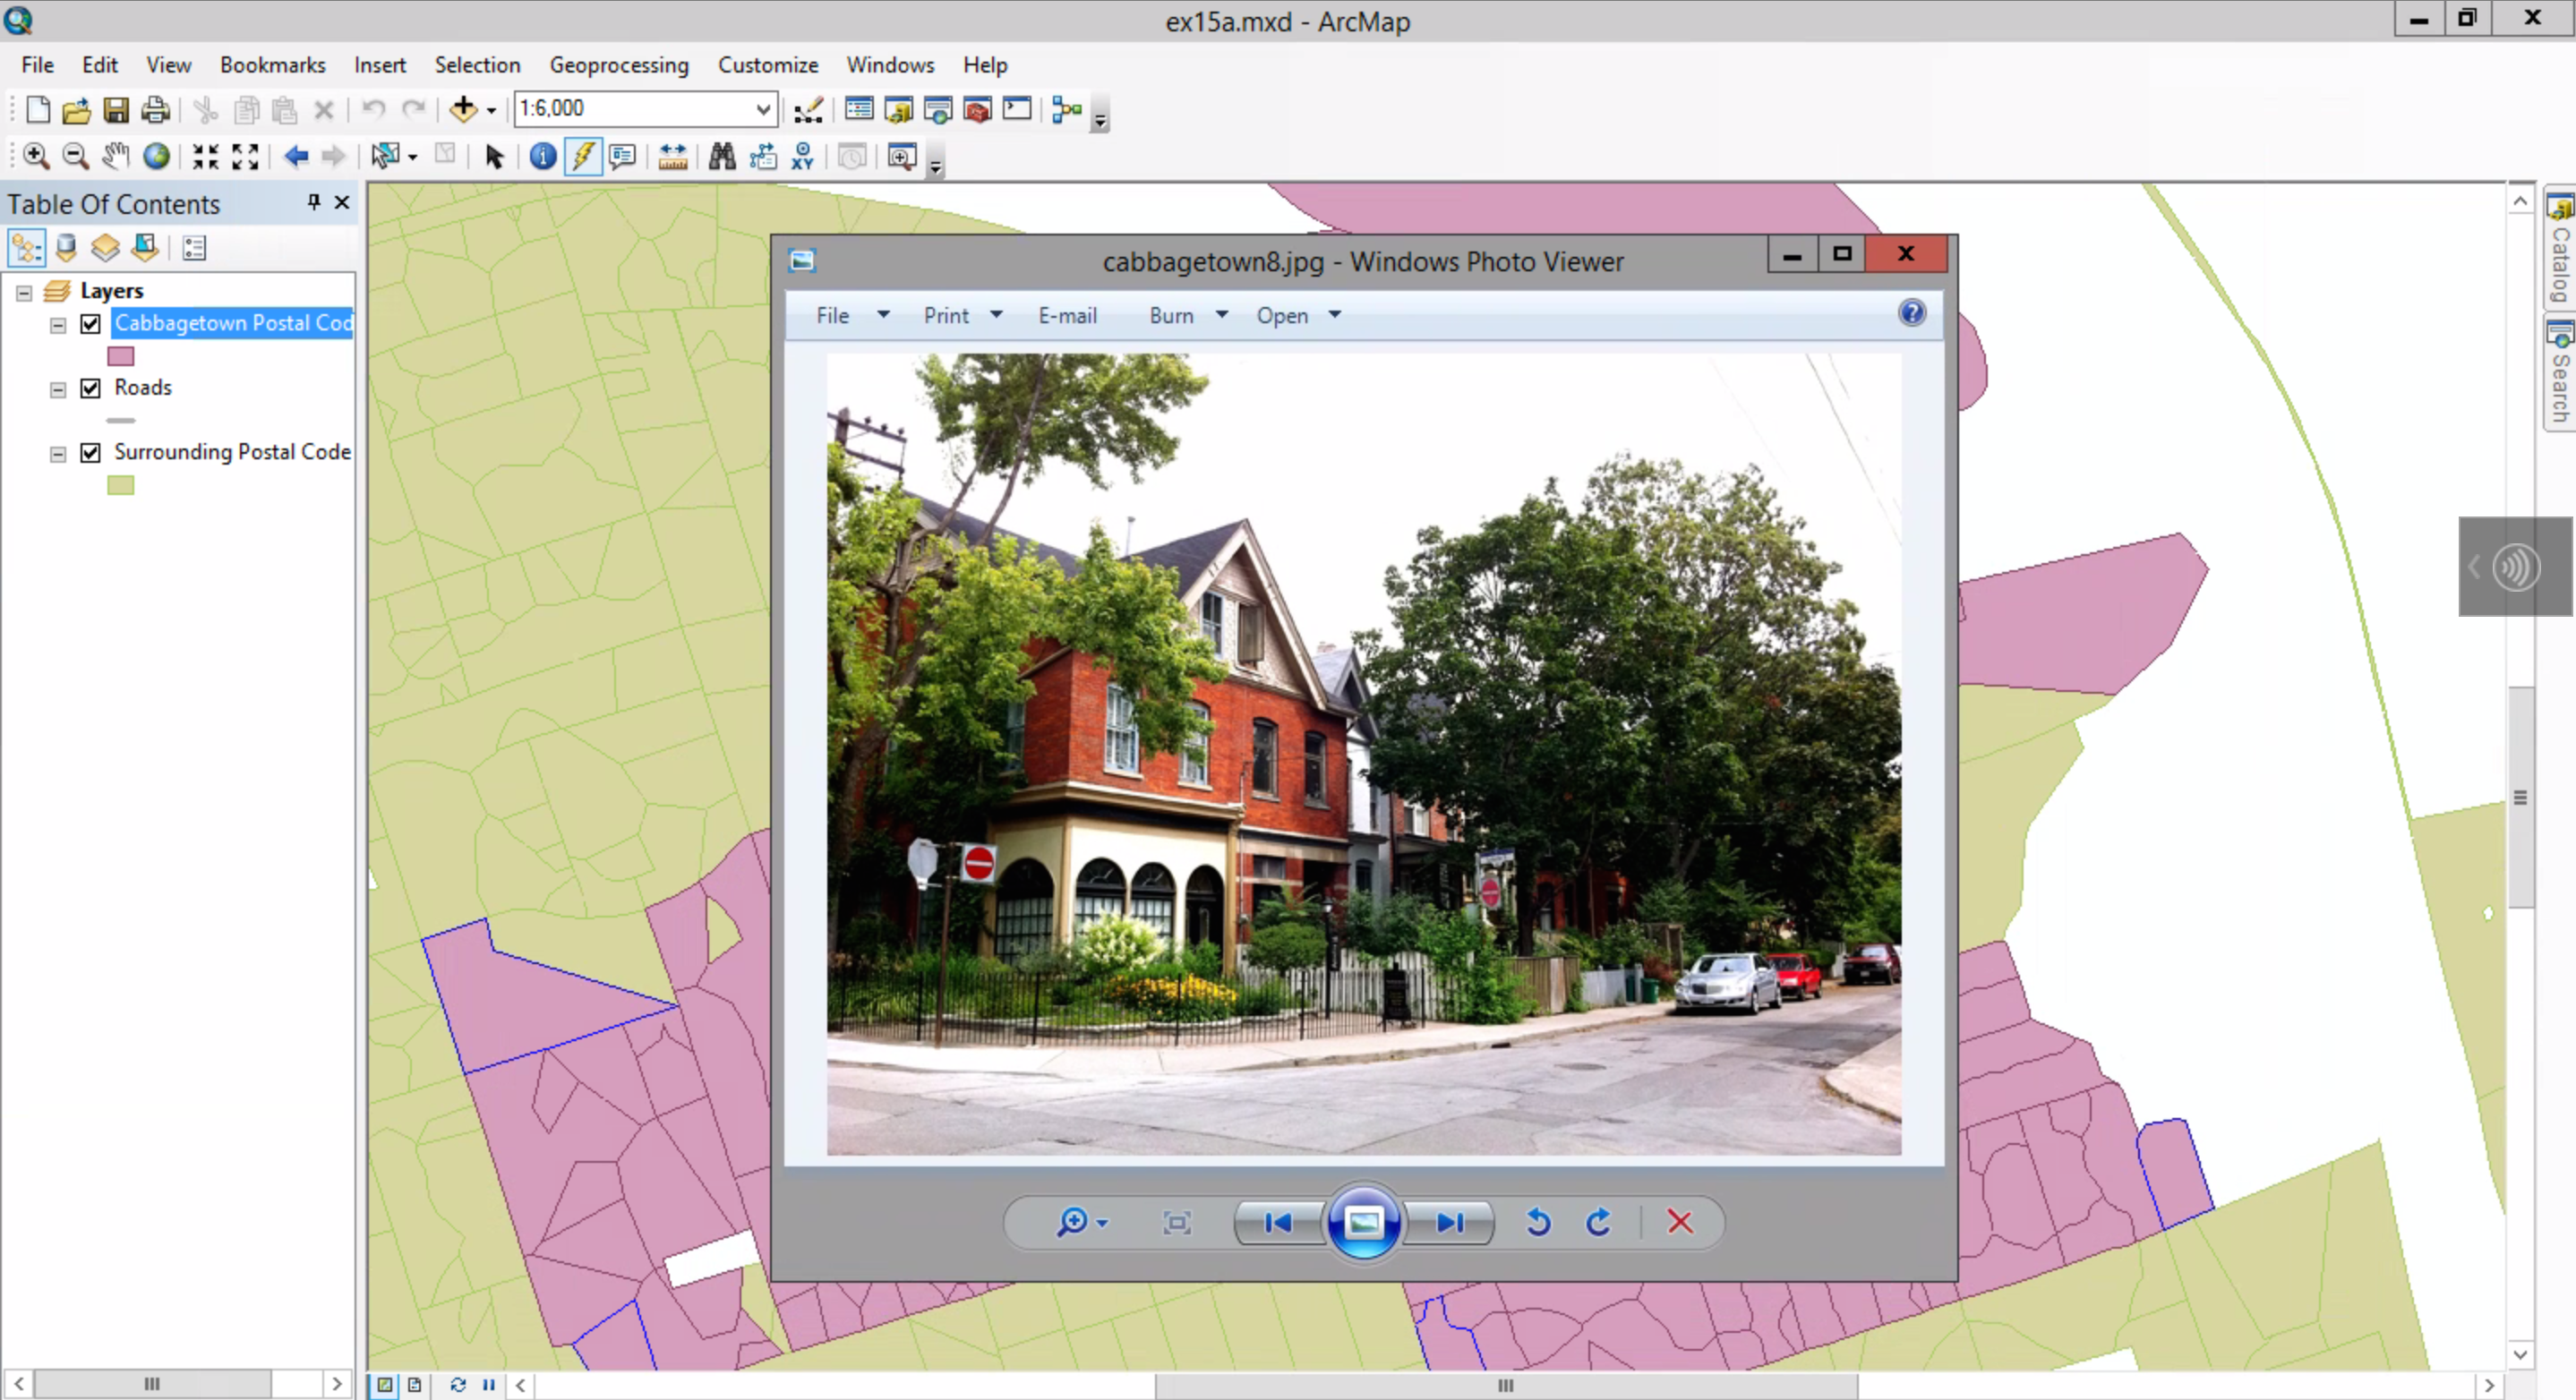 ex15a.mxd - ArcMap
File Edit View Bookmarks Insert Selection Geoprocessing Customize Windows Help
1:6,000
XY
Table Of Contents
Layers
Cabbagetown Postal Cod
Roads
Surrounding Postal Code
cabbagetown8.jpg - Windows Photo Viewer
File Print E-mail Burn Open
Catalog
Search